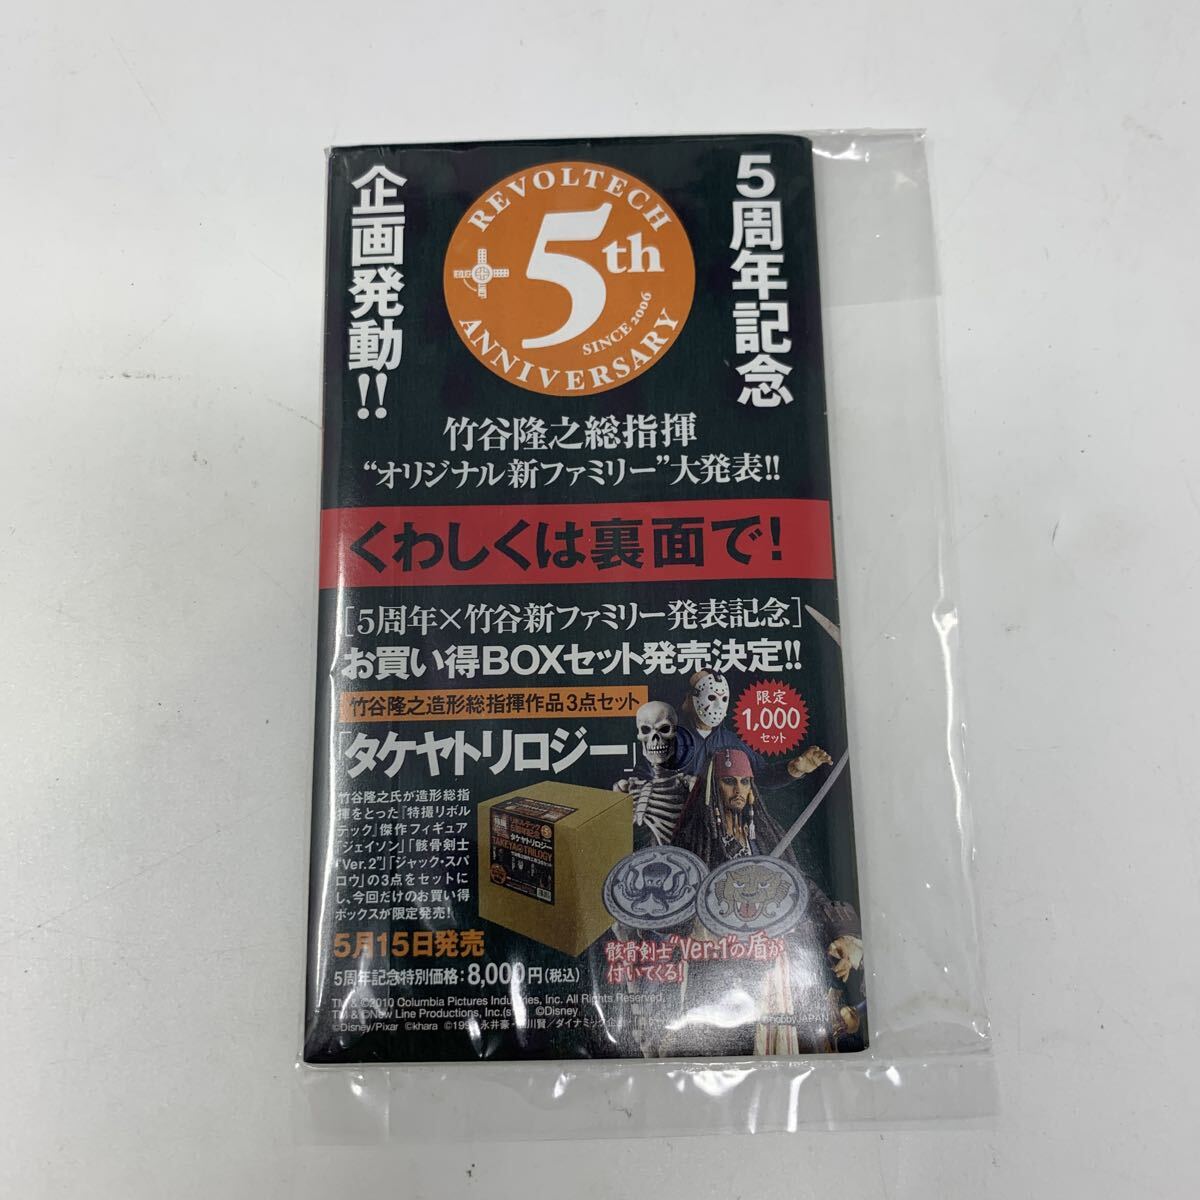 5周年記念
企画発動!!
REVOLTECH
5th
SINCE 2006
ANNIVERSARY
竹谷隆之総指揮
“オリジナル新ファミリー”大発表!!
くわしくは裏面で!
[5周年×竹谷新ファミリー発表記念]
お買い得BOXセット発売決定!!
竹谷隆之造形総指揮作品3点セット
「タケヤトリロジー」
限定
1,000
セット
竹谷隆之氏が造形総指
揮をとった『特撮リボル
テック』傑作フィギュア
「ジェイソン」「骸骨剣士
“Ver.2”」「ジャック・スパ
ロウ」の3点をセットに
し、今回だけのお買い得
ボックスが限定発売!
タケヤトリロジー
TAKEYA TRILOGY
骸骨剣士“Ver.1”の盾が
付いてくる!
5月15日発売
5周年記念特別価格:8,000円(税込)
TM & ©2010 Columbia Pictures Industries, Inc. All Rights Reserved.
TM & ©New Line Productions, Inc. ©Disney
©Disney/Pixar ©khara